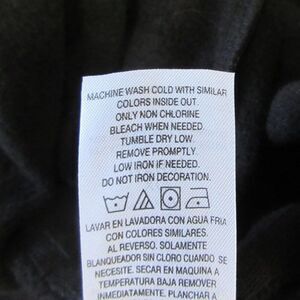 MACHINE WASH COLD WITH SIMILAR
COLORS INSIDE OUT.
ONLY NON CHLORINE
BLEACH WHEN NEEDED.
TUMBLE DRY LOW.
REMOVE PROMPTLY.
LOW IRON IF NEEDED.
DO NOT IRON DECORATION.
LAVAR EN LAVADORA CON AGUA FRIA
CON COLORES SIMILARES.
AL REVERSO. SOLAMENTE
BLANQUEADOR SIN CLORO CUANDO SE
NECESITE. SECAR EN MAQUINA A
TEMPERATURA BAJA REMOVER
INMEDIATAMENTE. PLANCHAR A